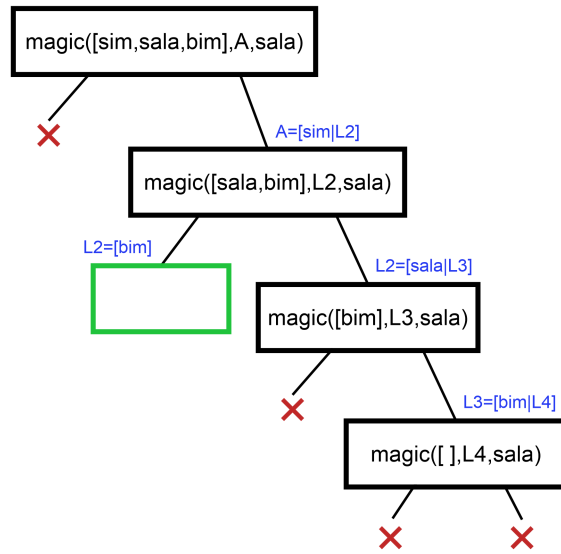 magic([sim,sala,bim],A,sala)
A=[sim|L2]
magic([sala,bim],L2,sala)
L2=[bim]
L2=[sala|L3]
magic([bim],L3,sala)
L3=[bim|L4]
magic([ ],L4,sala)